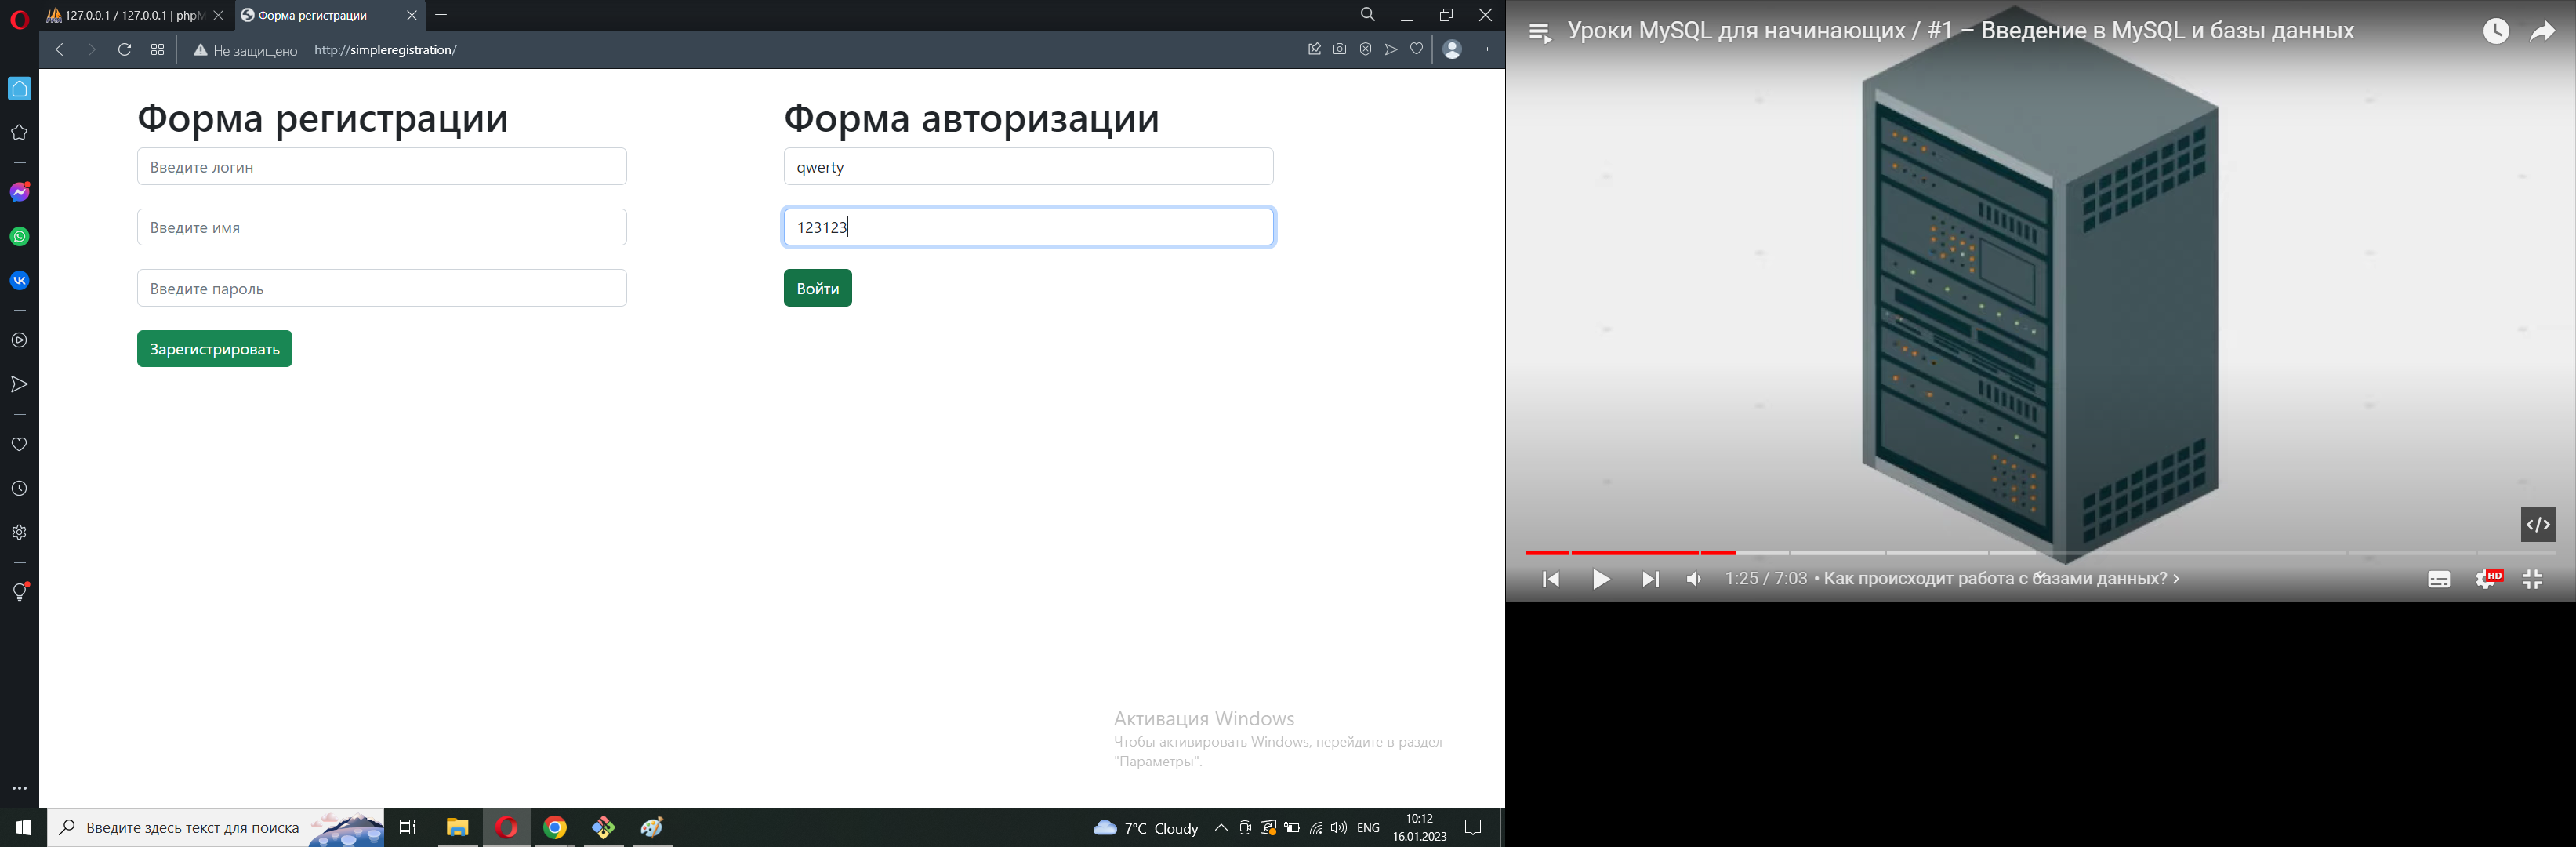 127.0.0.1 / 127.0.0.1 | phpM
Форма регистрации
Не защищено
http://simpleregistration/
Форма регистрации
Введите логин
Введите имя
Введите пароль
Зарегистрировать
Форма авторизации
qwerty
123123
Войти
Активация Windows
Чтобы активировать Windows, перейдите в раздел
"Параметры".
Введите здесь текст для поиска
7°C Cloudy
ENG
10:12
16.01.2023
Уроки MySQL для начинающих / #1 – Введение в MySQL и базы данных
</>
1:25 / 7:03 • Как происходит работа с базами данных? ›
HD